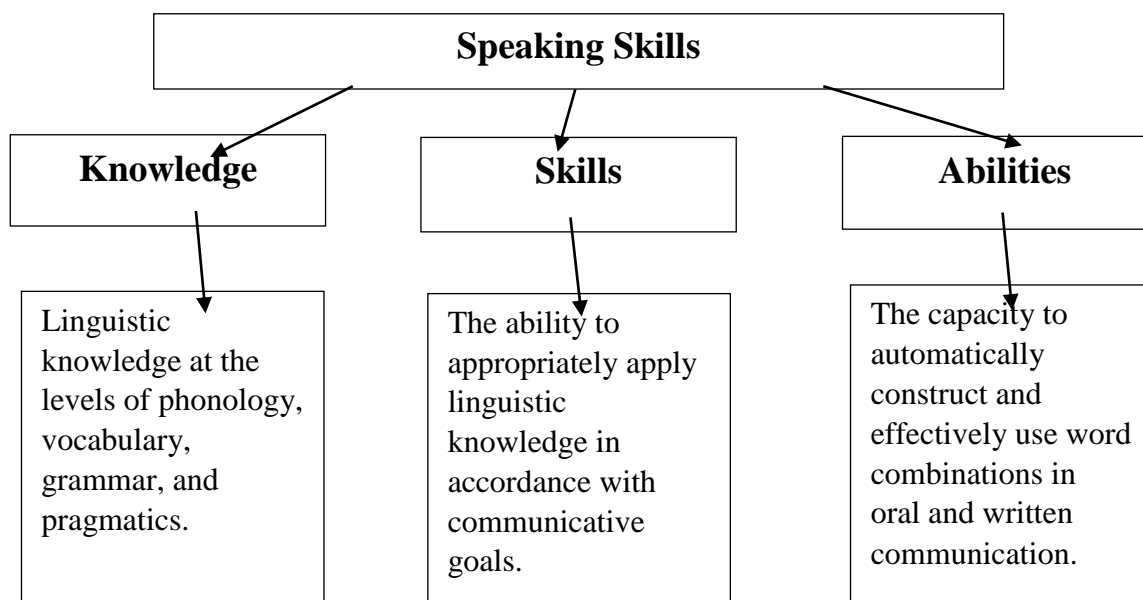 Speaking Skills
Knowledge
Skills
Abilities
Linguistic
knowledge at the
levels of phonology,
vocabulary,
grammar, and
pragmatics.
The ability to
appropriately apply
linguistic
knowledge in
accordance with
communicative
goals.
The capacity to
automatically
construct and
effectively use word
combinations in
oral and written
communication.